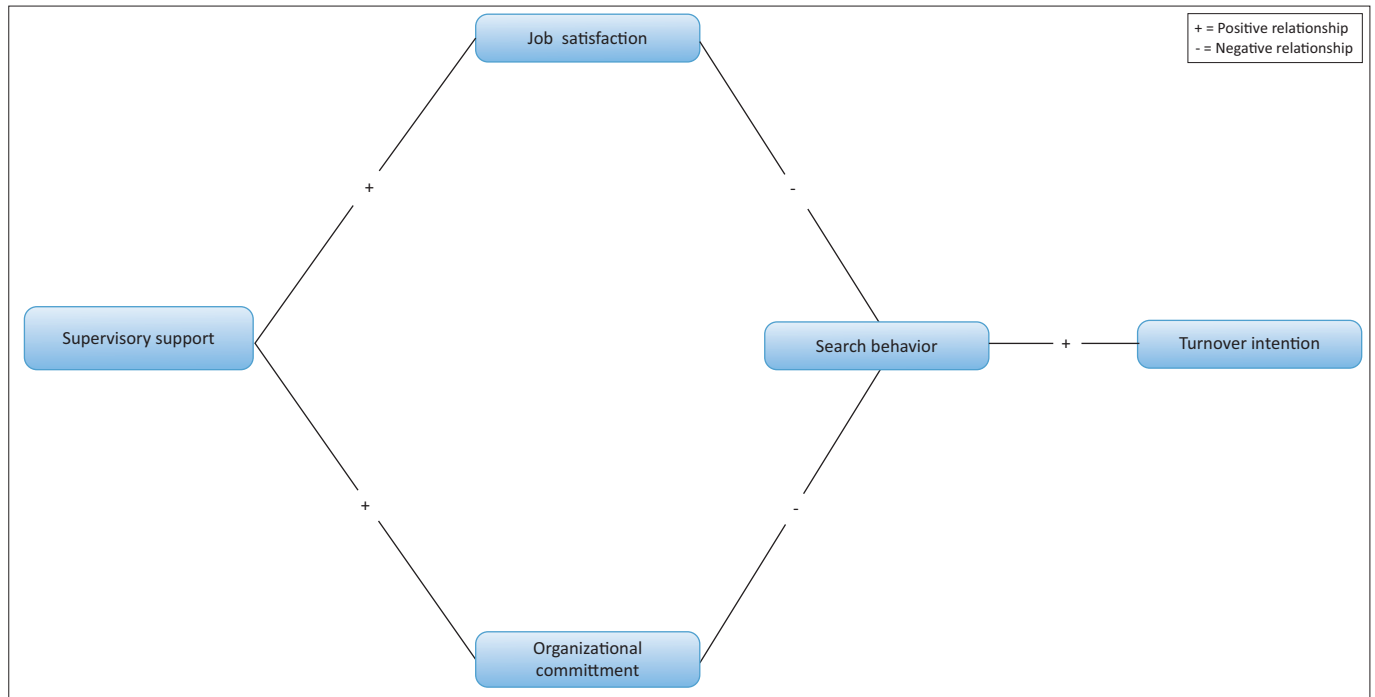 Job satisfaction
+ = Positive relationship
- = Negative relationship
+
-
Supervisory support
Search behavior
+
Turnover intention
+
-
Organizational
committment